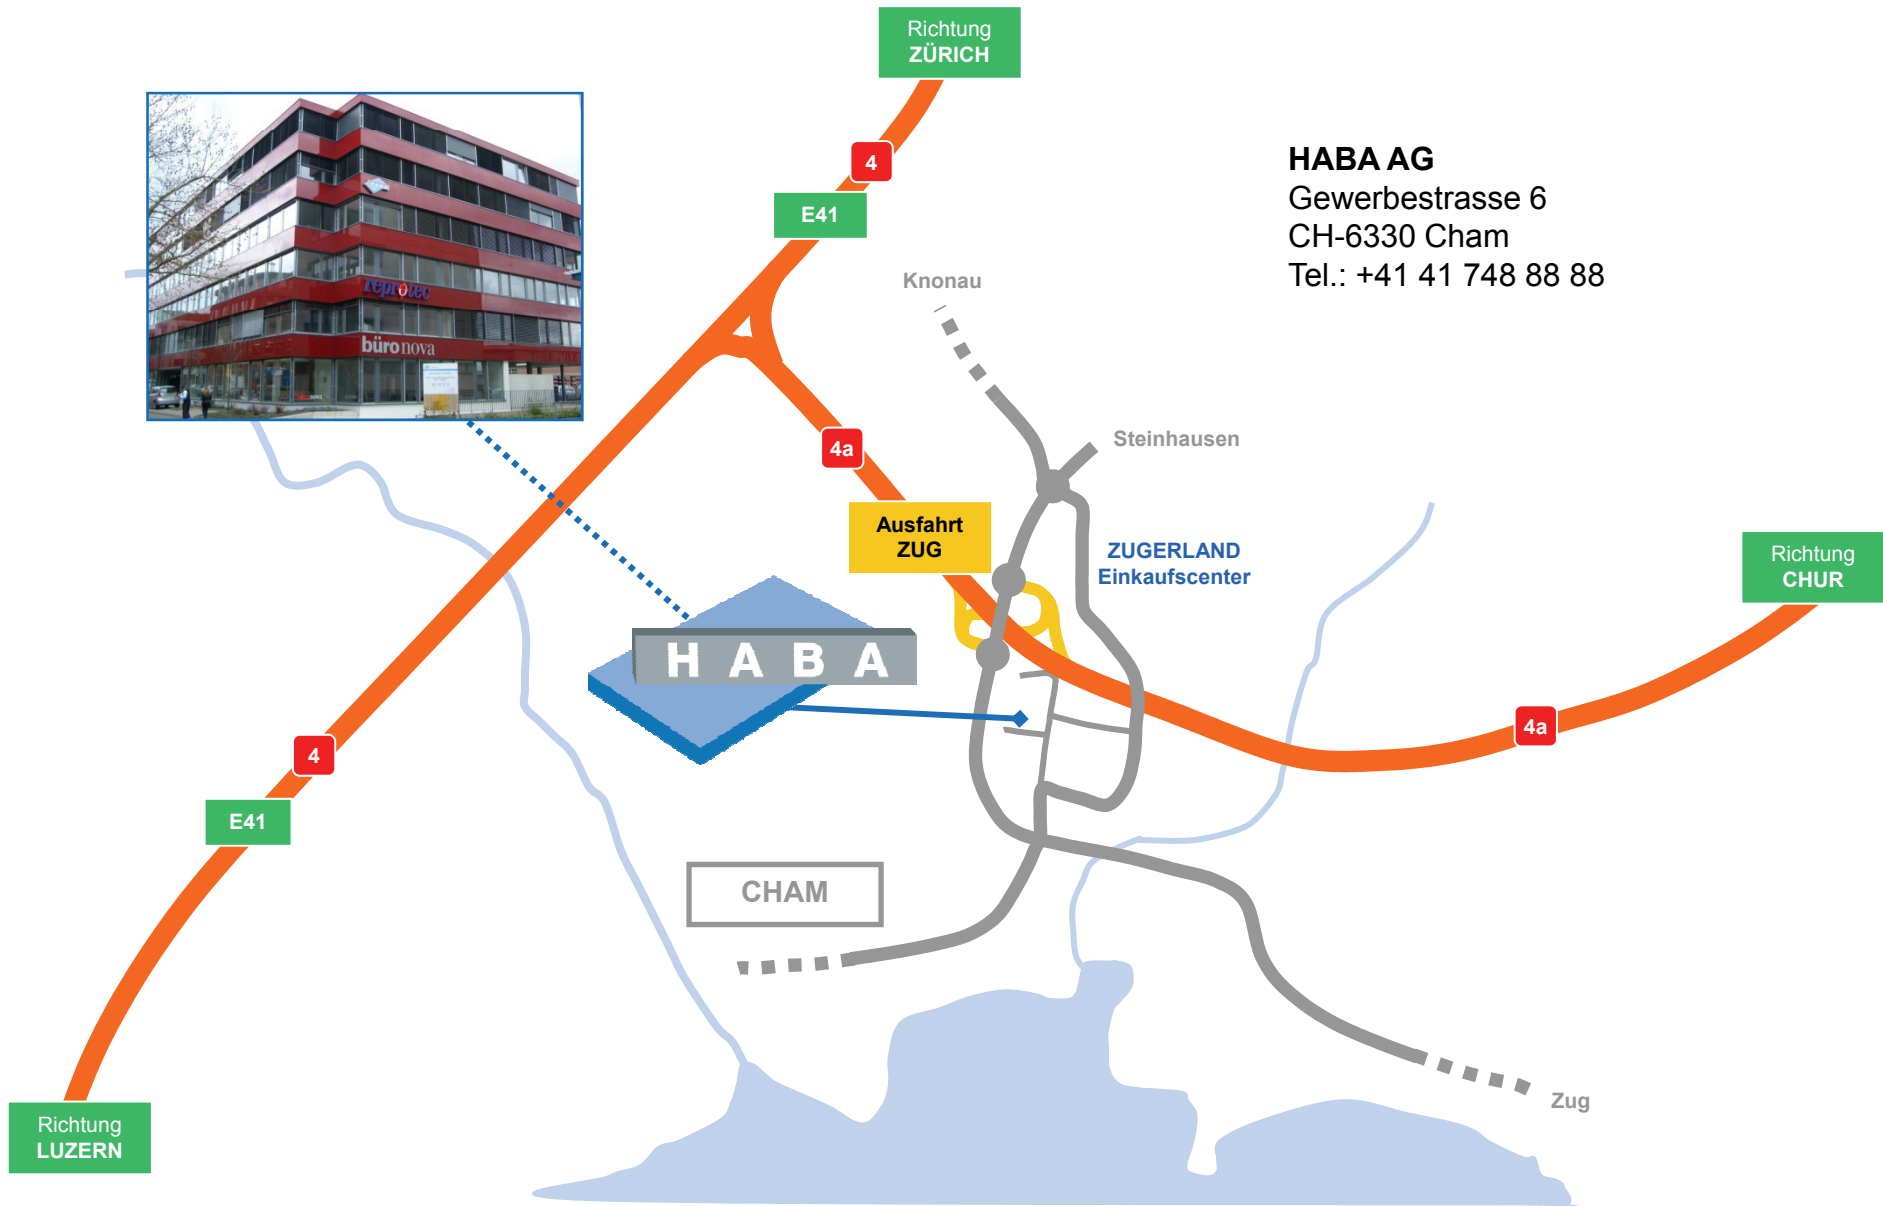 Richtung
ZÜRICH
4
E41
HABA AG
Gewerbestrasse 6
CH-6330 Cham
Tel.: +41 41 748 88 88
reprotec
büro nova
Knonau
Steinhausen
4a
Ausfahrt
ZUG
ZUGERLAND
Einkaufscenter
Richtung
CHUR
HABA
4a
4
E41
CHAM
Zug
Richtung
LUZERN